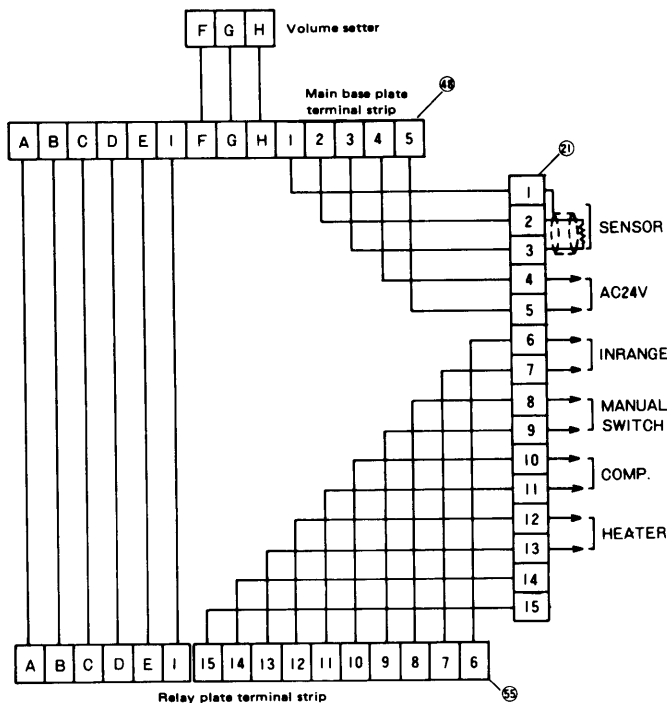 F G H Volume setter
Main base plate
terminal strip
48
A B C D E I F G H 1 2 3 4 5
21
1
2
3
SENSOR
4
5
AC24V
6
7
INRANGE
8
9
MANUAL
SWITCH
10
11
COMP.
12
13
HEATER
14
15
A B C D E I 15 14 13 12 11 10 9 8 7 6
Relay plate terminal strip
55